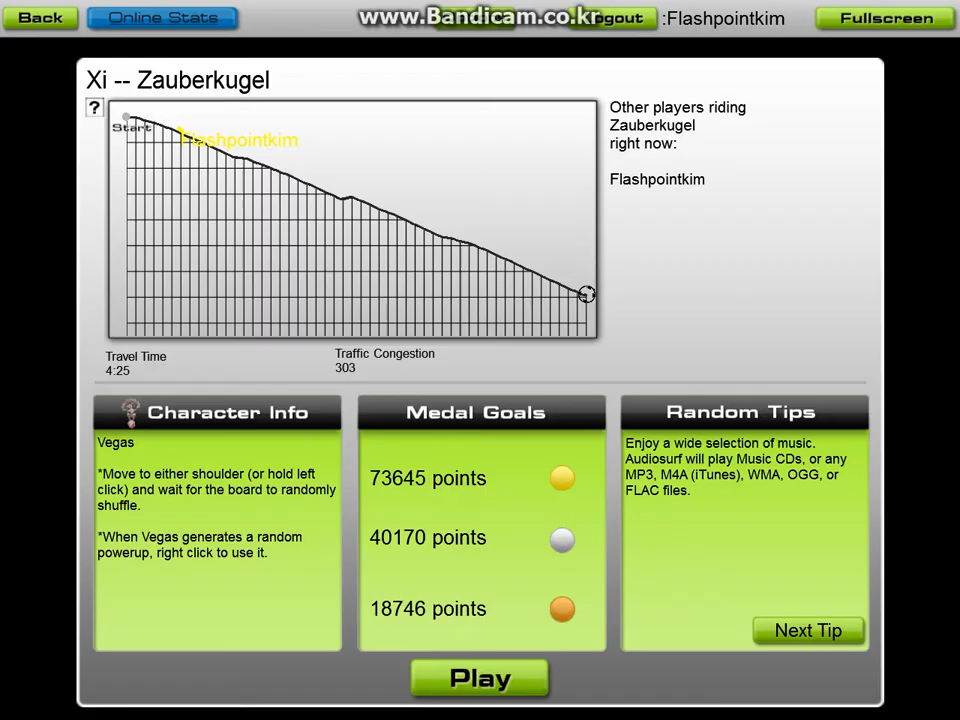 Back
Online Stats
www.Bandicam.co.kr
Logout
:Flashpointkim
Fullscreen
Xi -- Zauberkugel
?
Start
Flashpointkim
Other players riding
Zauberkugel
right now:
Flashpointkim
Travel Time
4:25
Traffic Congestion
303
Character Info
Vegas
*Move to either shoulder (or hold left
click) and wait for the board to randomly
shuffle.
*When Vegas generates a random
powerup, right click to use it.
Medal Goals
73645 points
40170 points
18746 points
Random Tips
Enjoy a wide selection of music.
Audiosurf will play Music CDs, or any
MP3, M4A (iTunes), WMA, OGG, or
FLAC files.
Next Tip
Play